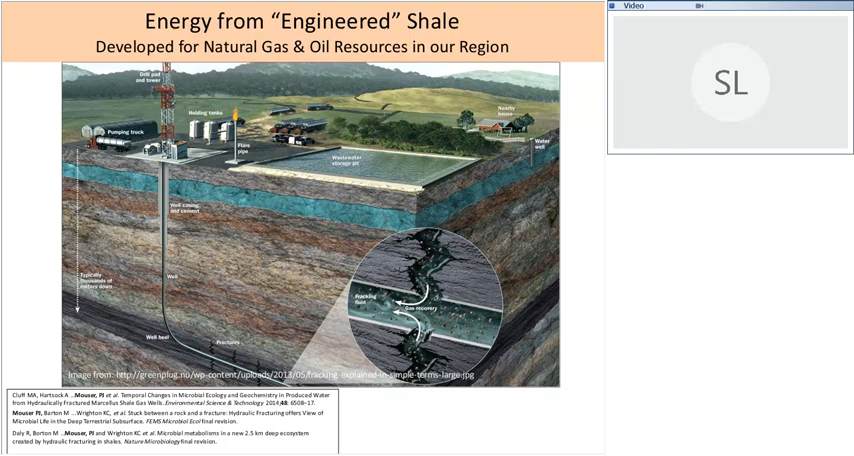 Energy from “Engineered” Shale
Developed for Natural Gas & Oil Resources in our Region
Video
SL
Drill pad
and tower
Holding tanks
Nearby
house
Pumping truck
Flare
pipe
Water
well
Wastewater
storage pit
Well casing
and cement
Typically
thousands of
meters down
Well
Fracking
fluid
Gas recovery
Well heel
Fractures
Image from: http://greenplug.nu/wp-content/uploads/2013/05/fracking-explained-in-simple-terms-large.jpg
Cluff MA, Hartsock A ...Mouser, PJ et al. Temporal Changes in Microbial Ecology and Geochemistry in Produced Water
from Hydraulically Fractured Marcellus Shale Gas Wells. Environmental Science & Technology 2014;48: 6508–17.
Mouser PJ, Barton M ...Wrighton KC, et al. Stuck between a rock and a fracture: Hydraulic Fracturing offers View of
Microbial Life in the Deep Terrestrial Subsurface. FEMS Microbiol Ecol final revision.
Daly R, Borton M ...Mouser, PJ and Wrighton KC et al. Microbial metabolisms in a new 2.5 km deep ecosystem
created by hydraulic fracturing in shales. Nature Microbiology final revision.